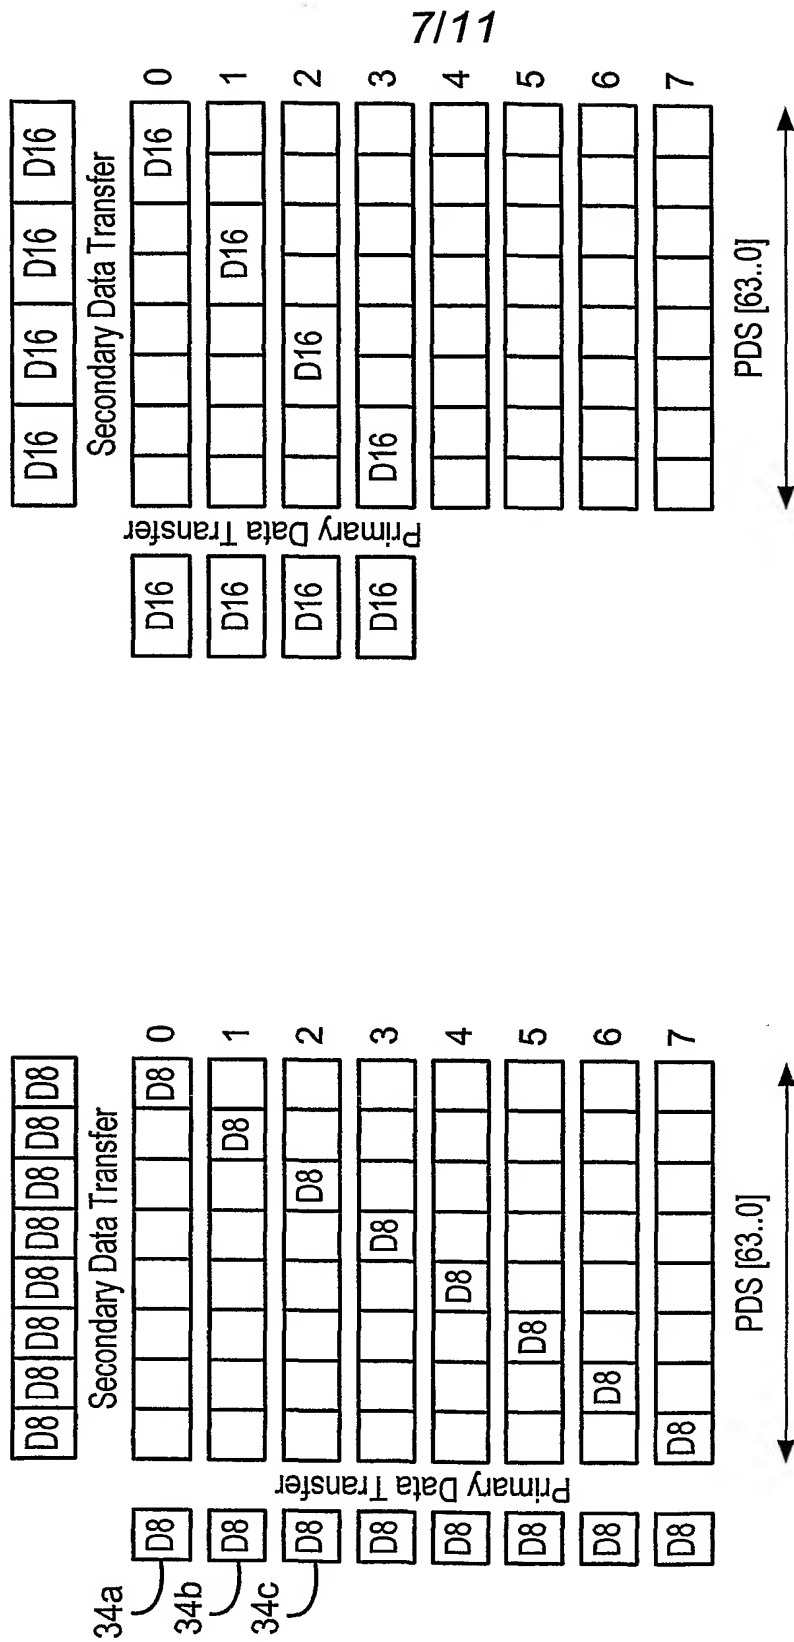 7/11
D8 D8 D8 D8 D8 D8 D8 D8
Secondary Data Transfer
34a D8 D8 0
34b D8 D8 1
34c D8 D8 2
D8 D8 3
D8 D8 4
D8 D8 5
D8 D8 6
D8 D8 7
Primary Data Transfer
PDS [63..0]
D16 D16 D16 D16
Secondary Data Transfer
D16 D16 0
D16 D16 1
D16 D16 2
D16 D16 3
4
5
6
7
Primary Data Transfer
PDS [63..0]